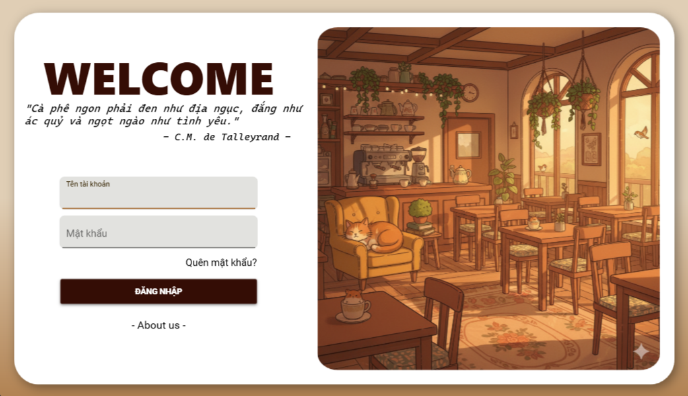 WELCOME
"Cà phê ngon phải đen như địa ngục, đắng như
ác quỷ và ngọt ngào như tình yêu."
- C.M. de Talleyrand -
Tên tài khoản
Mật khẩu
Quên mật khẩu?
ĐĂNG NHẬP
- About us -